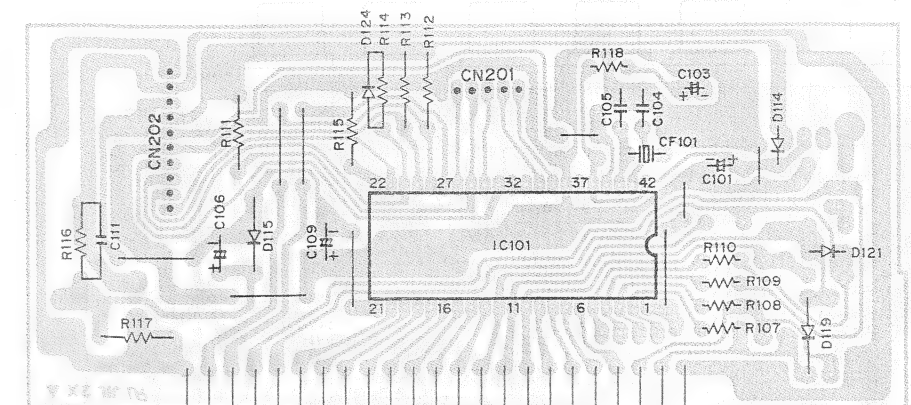 D124
R114
R113
R112
R118
C103
CN201
C105
C104
D114
CN202
R111
R115
CF101
C101
22 27 32 37 42
C106
R116
C111
D115
C109
IC101
R110
D121
R109
R108
R107
21 16 11 6 1
R117
D119